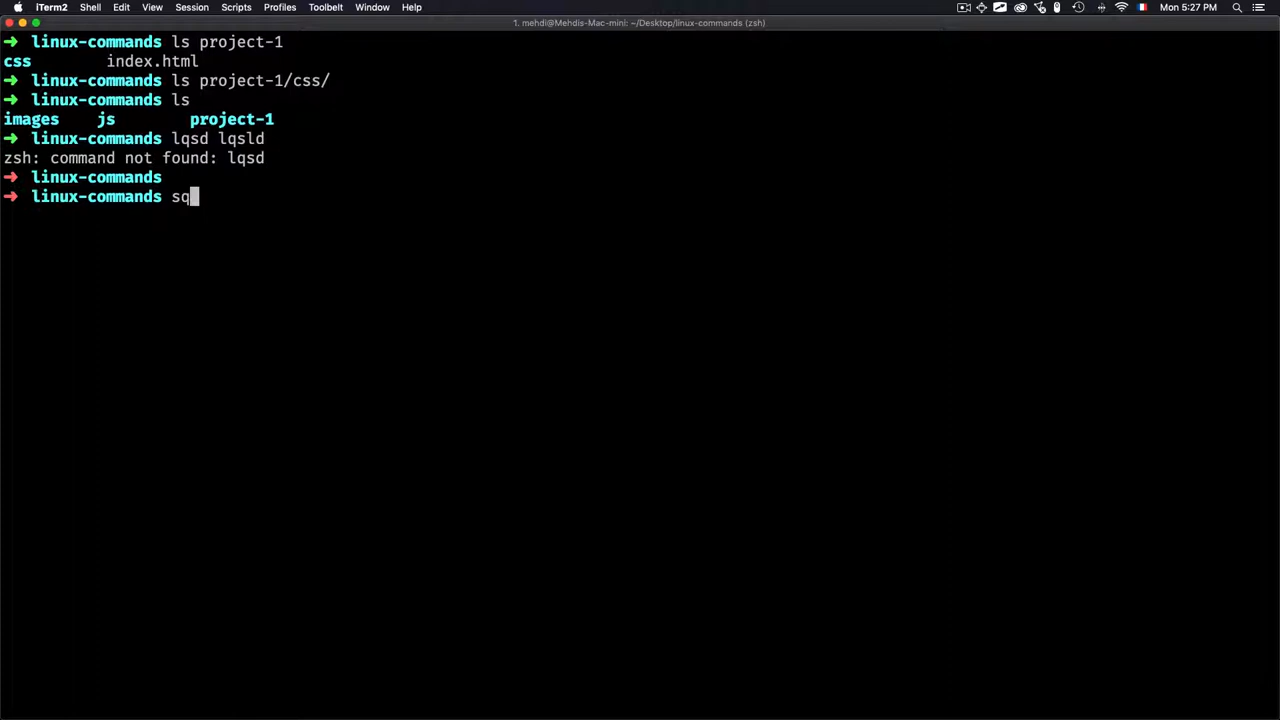 iTerm2 Shell Edit View Session Scripts Profiles Toolbelt Window Help Mon 5:27 PM
1. mehdi@Mehdis-Mac-mini: ~/Desktop/linux-commands (zsh)
➜ linux-commands ls project-1
css index.html
➜ linux-commands ls project-1/css/
➜ linux-commands ls
images js project-1
➜ linux-commands lqsd lqsld
zsh: command not found: lqsd
➜ linux-commands
➜ linux-commands sq